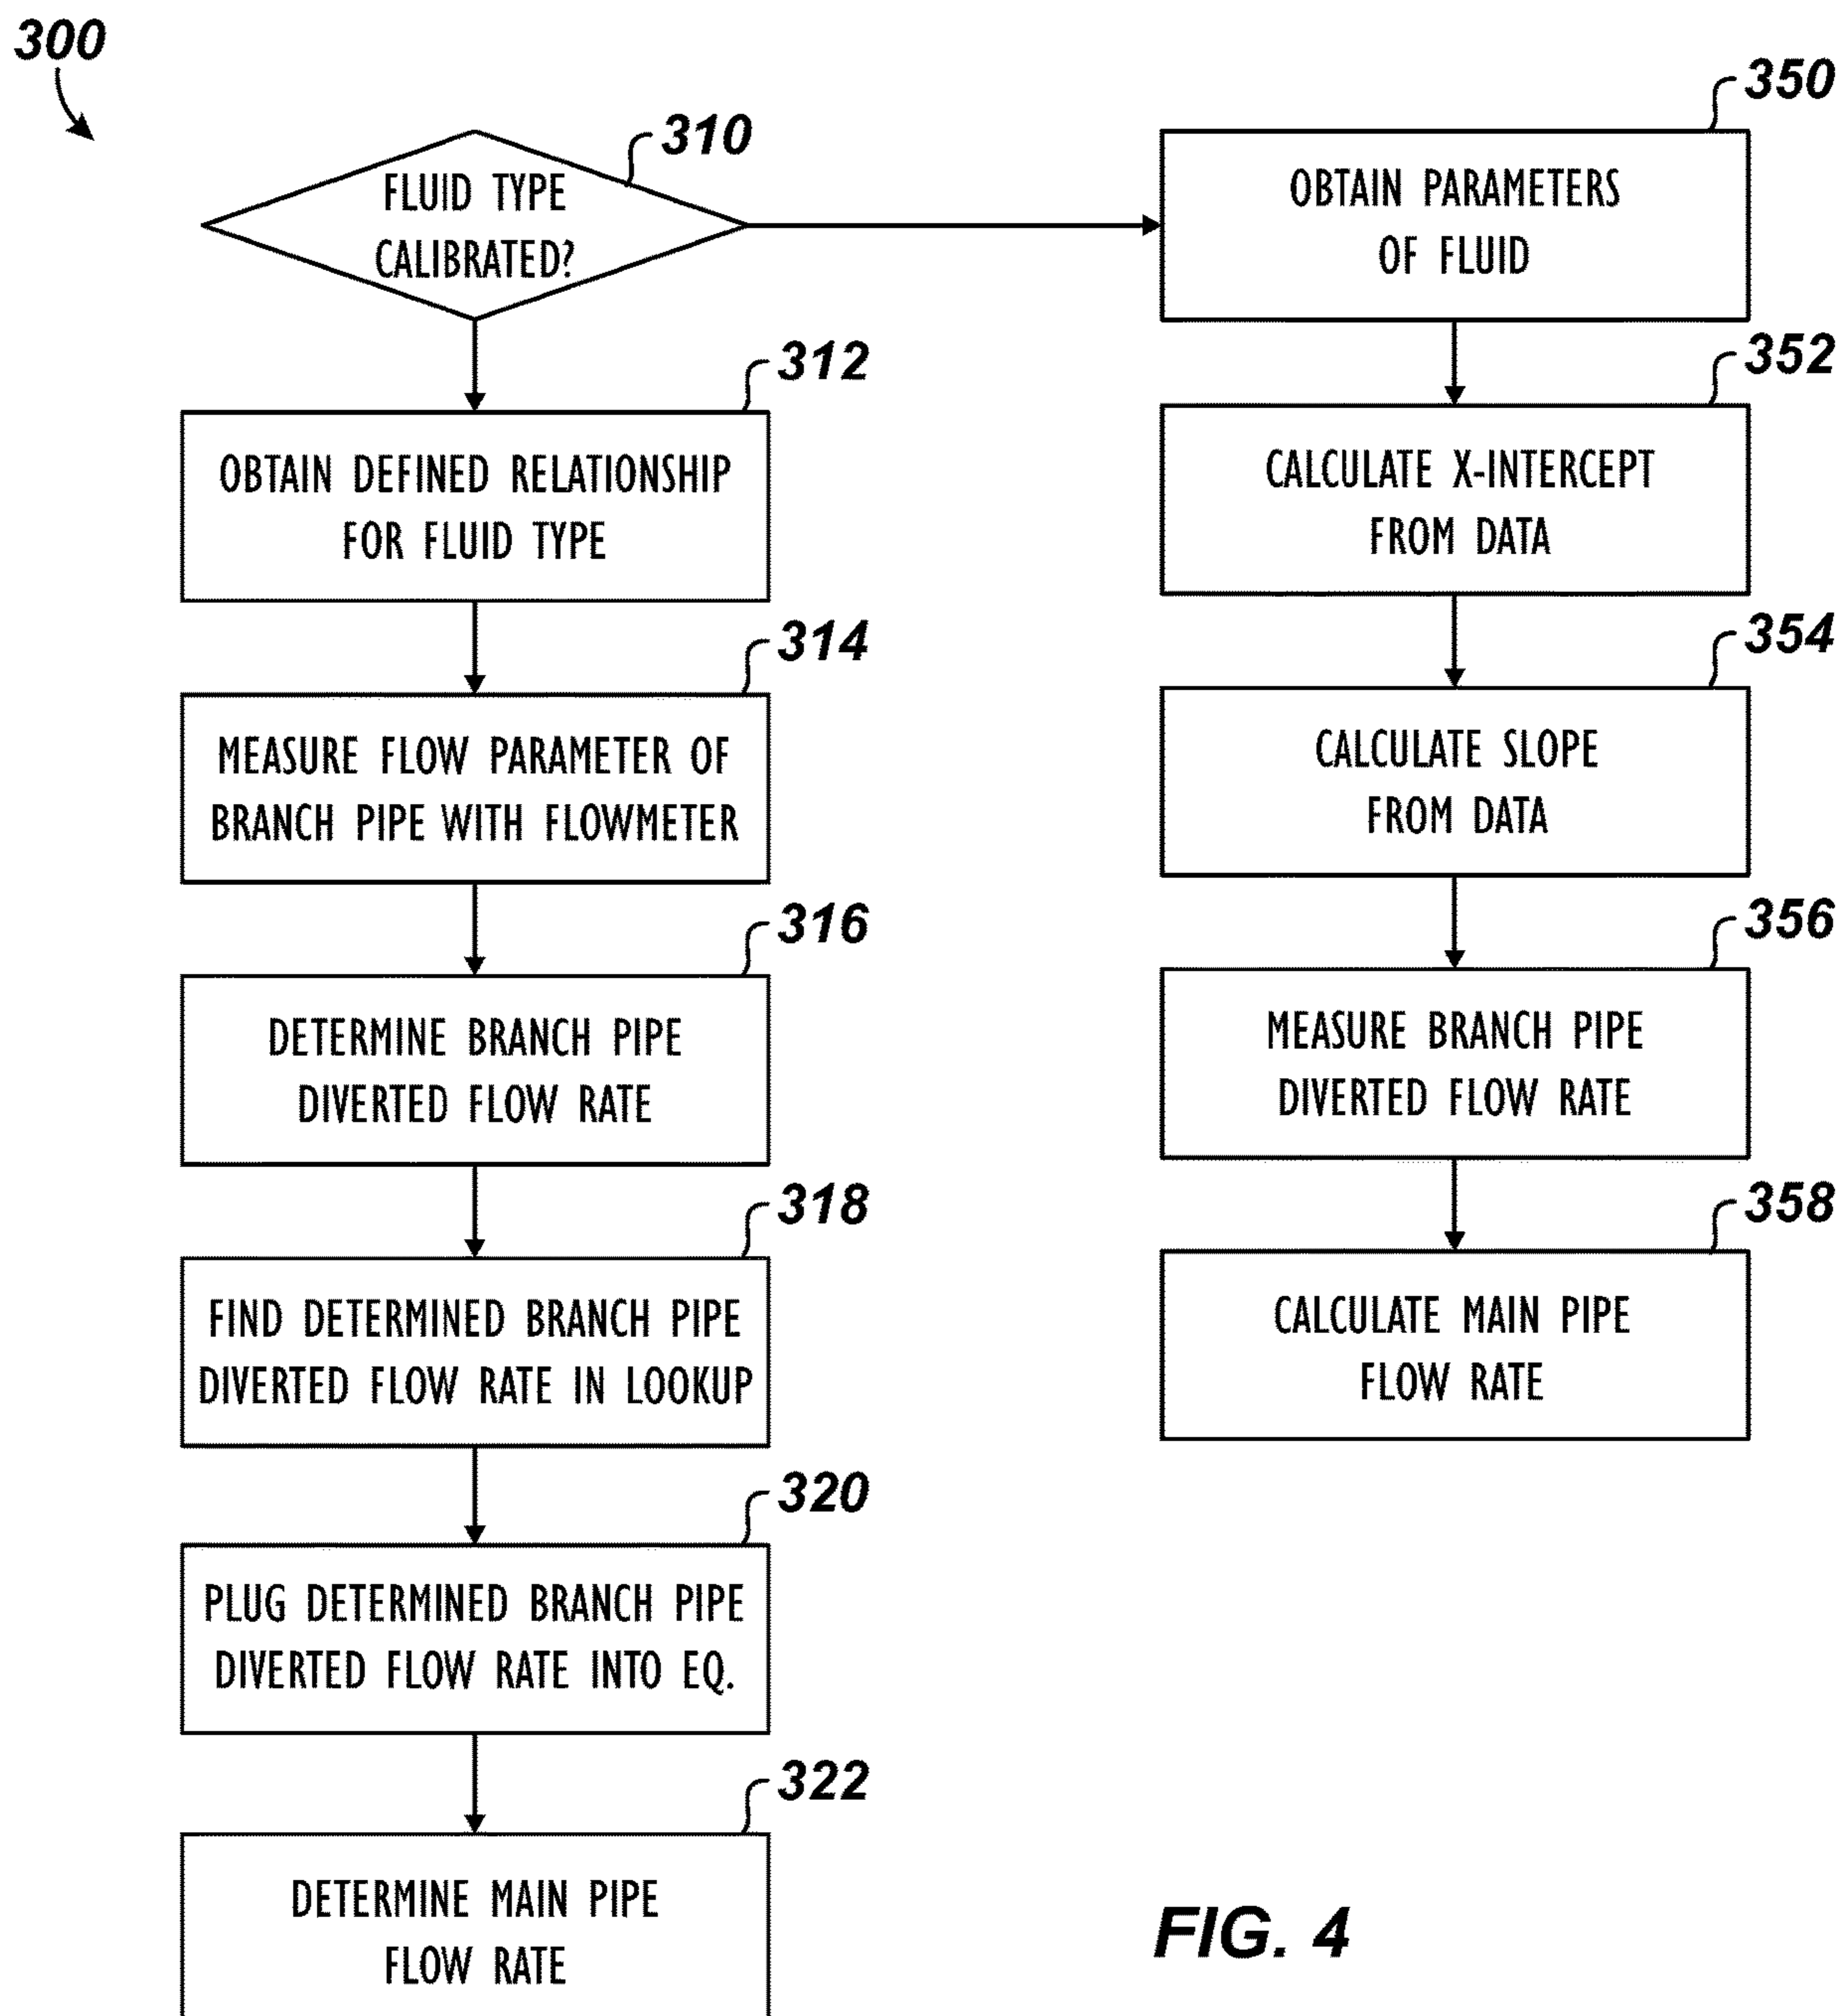 300
310
FLUID TYPE
CALIBRATED?
312
OBTAIN DEFINED RELATIONSHIP
FOR FLUID TYPE
314
MEASURE FLOW PARAMETER OF
BRANCH PIPE WITH FLOWMETER
316
DETERMINE BRANCH PIPE
DIVERTED FLOW RATE
318
FIND DETERMINED BRANCH PIPE
DIVERTED FLOW RATE IN LOOKUP
320
PLUG DETERMINED BRANCH PIPE
DIVERTED FLOW RATE INTO EQ.
322
DETERMINE MAIN PIPE
FLOW RATE
350
OBTAIN PARAMETERS
OF FLUID
352
CALCULATE X-INTERCEPT
FROM DATA
354
CALCULATE SLOPE
FROM DATA
356
MEASURE BRANCH PIPE
DIVERTED FLOW RATE
358
CALCULATE MAIN PIPE
FLOW RATE
FIG. 4